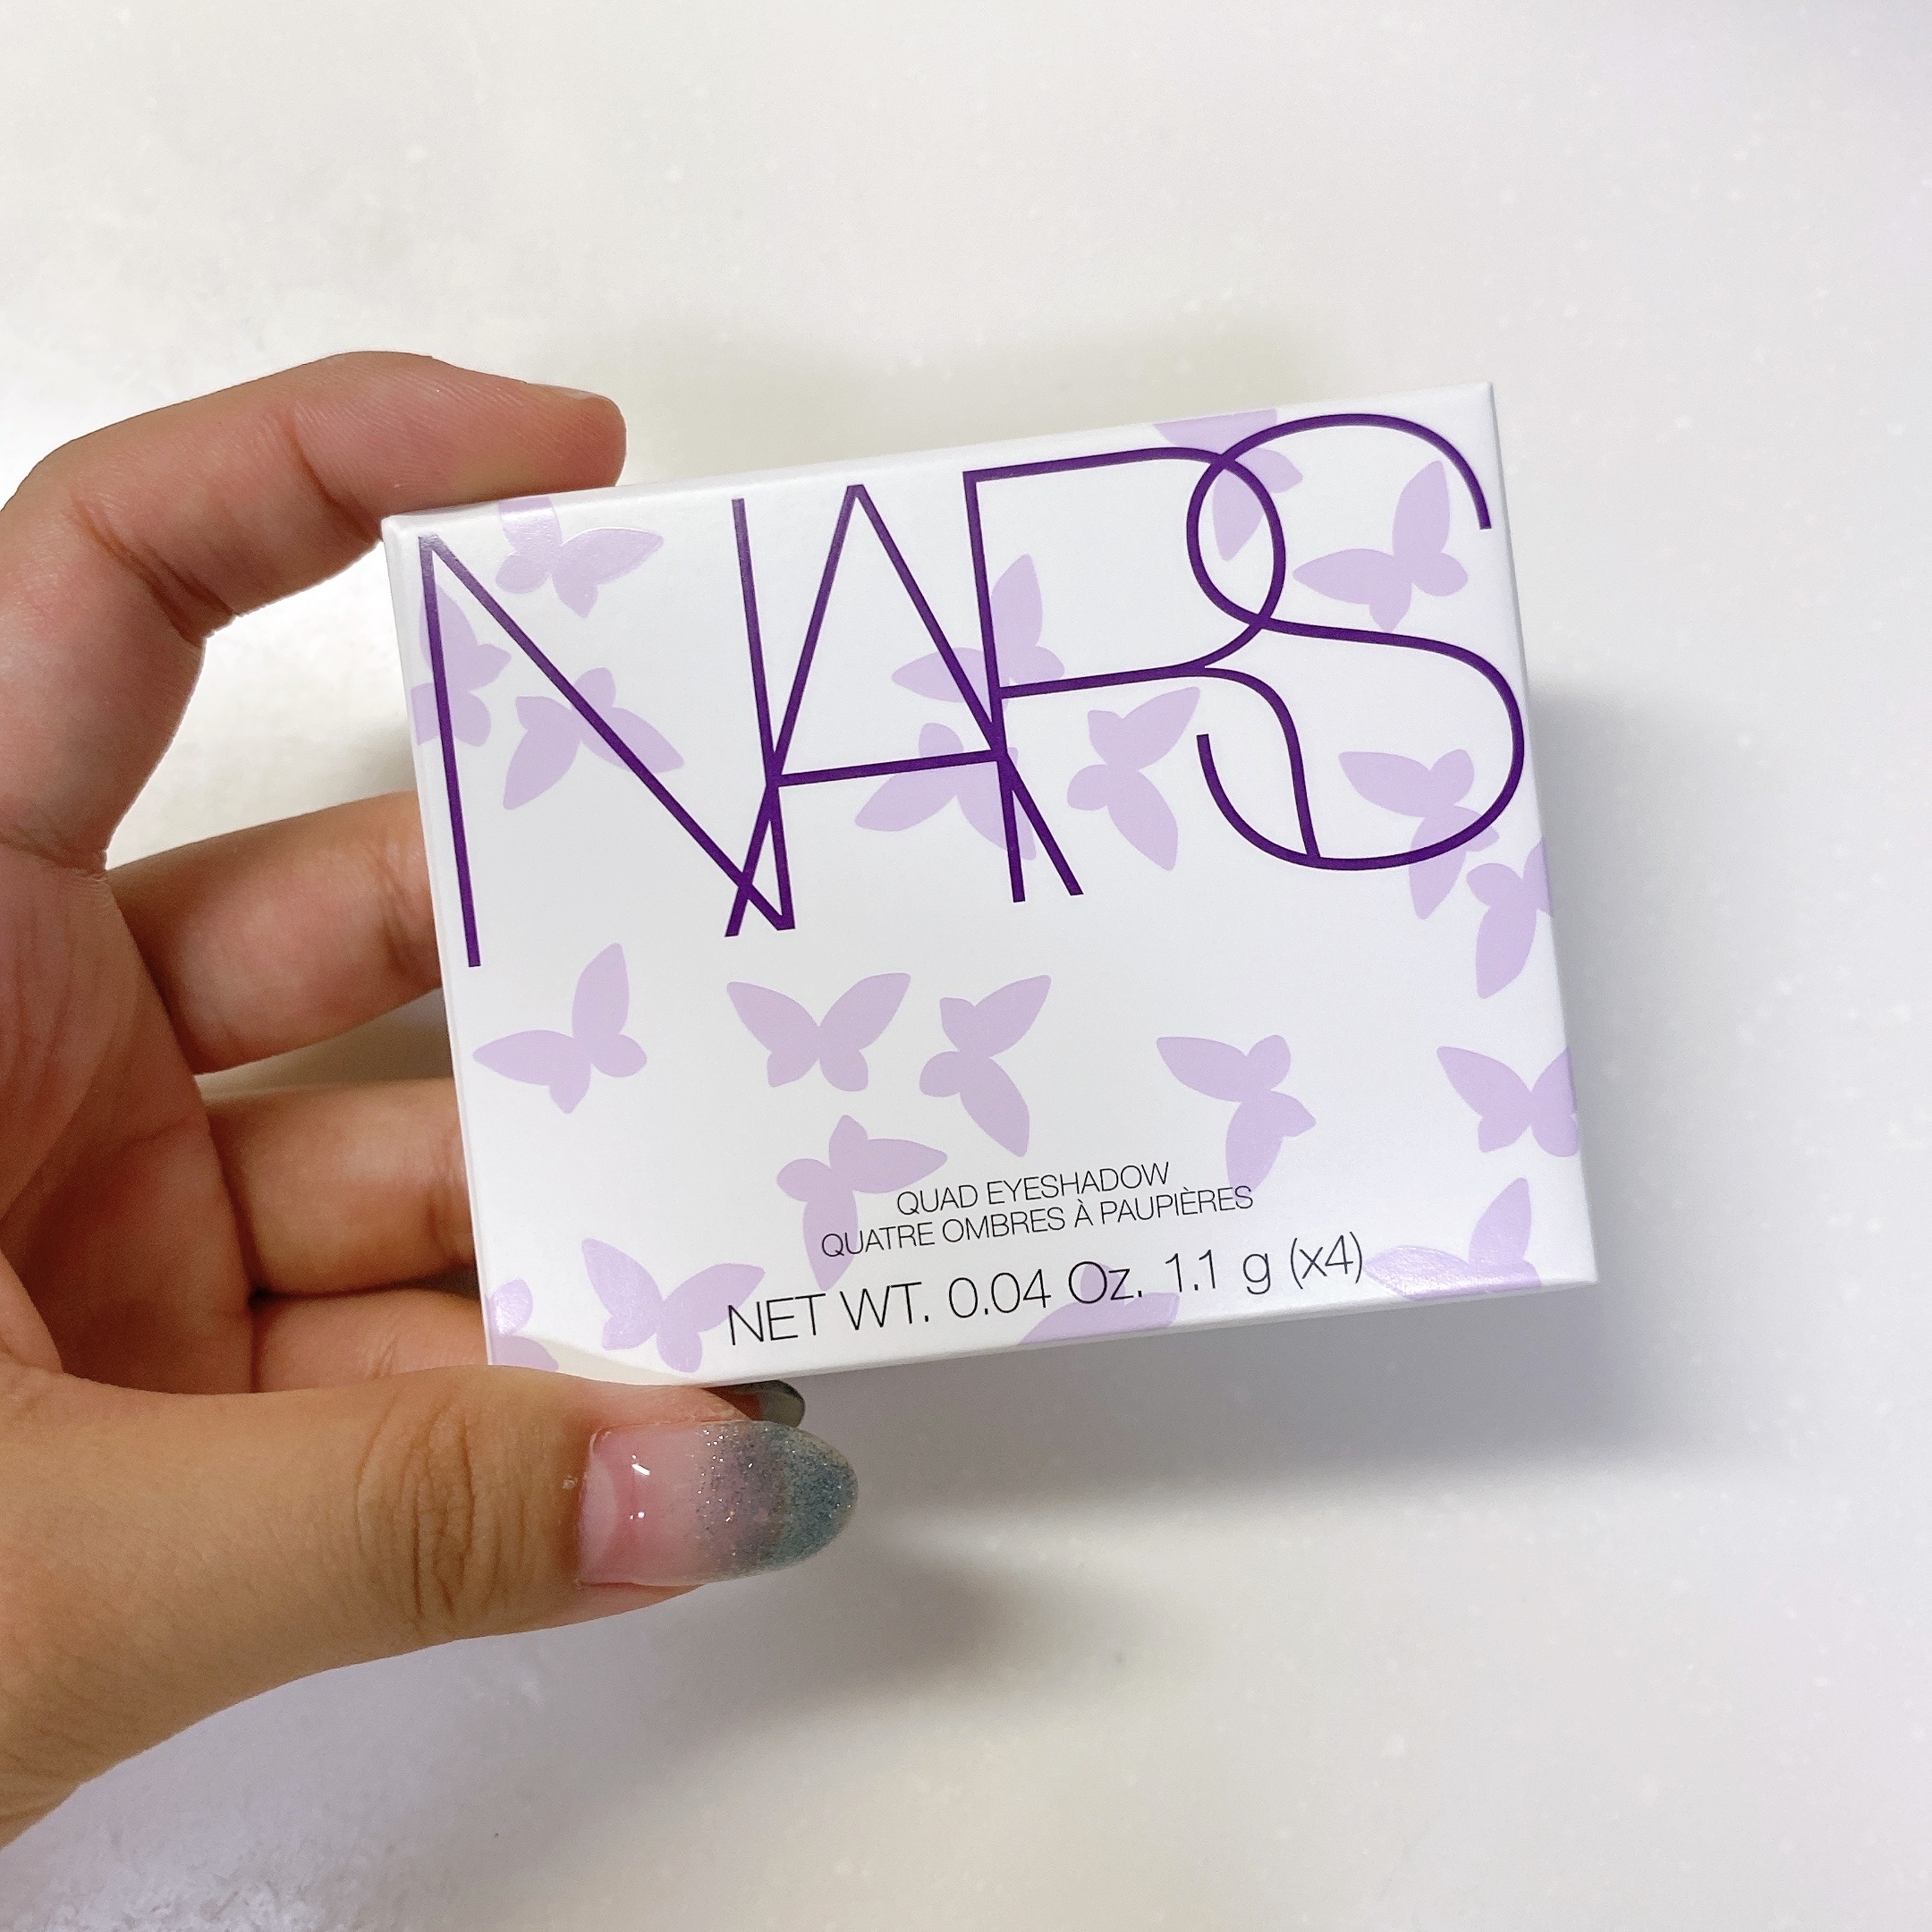 NARS
QUAD EYESHADOW
QUATRE OMBRES À PAUPIÈRES
NET WT. 0.04 Oz. 1.1 g (x4)